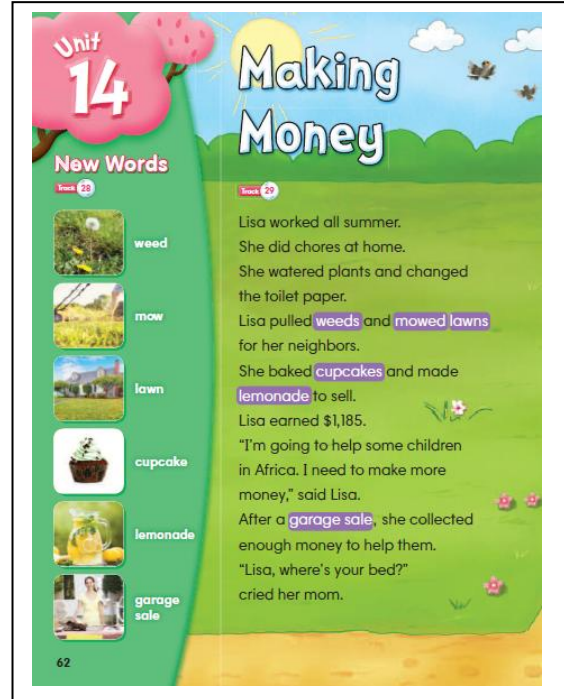 Unit
14
Making
Money
New Words
Track 28
weed
mow
lawn
cupcake
lemonade
garage
sale
Track 29
Lisa worked all summer.
She did chores at home.
She watered plants and changed
the toilet paper.
Lisa pulled weeds and mowed lawns
for her neighbors.
She baked cupcakes and made
lemonade to sell.
Lisa earned $1,185.
“I’m going to help some children
in Africa. I need to make more
money,” said Lisa.
After a garage sale, she collected
enough money to help them.
“Lisa, where’s your bed?”
cried her mom.
62